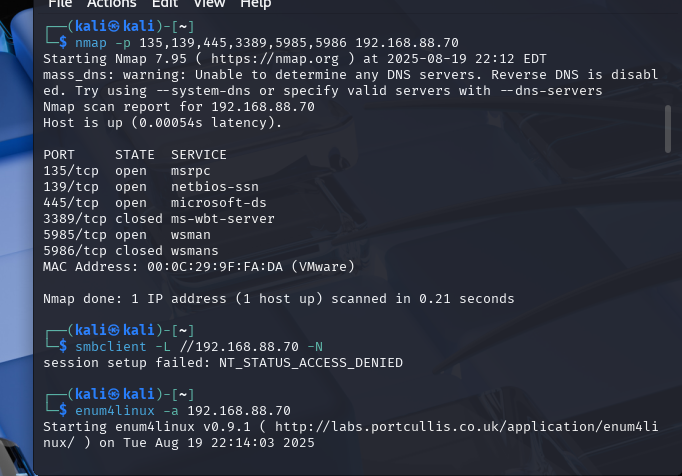 File Actions Edit View Help
┌──(kali㉿kali)-[~]
└─$ nmap -p 135,139,445,3389,5985,5986 192.168.88.70
Starting Nmap 7.95 ( https://nmap.org ) at 2025-08-19 22:12 EDT
mass_dns: warning: Unable to determine any DNS servers. Reverse DNS is disabl
ed. Try using --system-dns or specify valid servers with --dns-servers
Nmap scan report for 192.168.88.70
Host is up (0.00054s latency).
PORT     STATE  SERVICE
135/tcp  open   msrpc
139/tcp  open   netbios-ssn
445/tcp  open   microsoft-ds
3389/tcp closed ms-wbt-server
5985/tcp open   wsman
5986/tcp closed wsmans
MAC Address: 00:0C:29:9F:FA:DA (VMware)
Nmap done: 1 IP address (1 host up) scanned in 0.21 seconds
┌──(kali㉿kali)-[~]
└─$ smbclient -L //192.168.88.70 -N
session setup failed: NT_STATUS_ACCESS_DENIED
┌──(kali㉿kali)-[~]
└─$ enum4linux -a 192.168.88.70
Starting enum4linux v0.9.1 ( http://labs.portcullis.co.uk/application/enum4li
nux/ ) on Tue Aug 19 22:14:03 2025